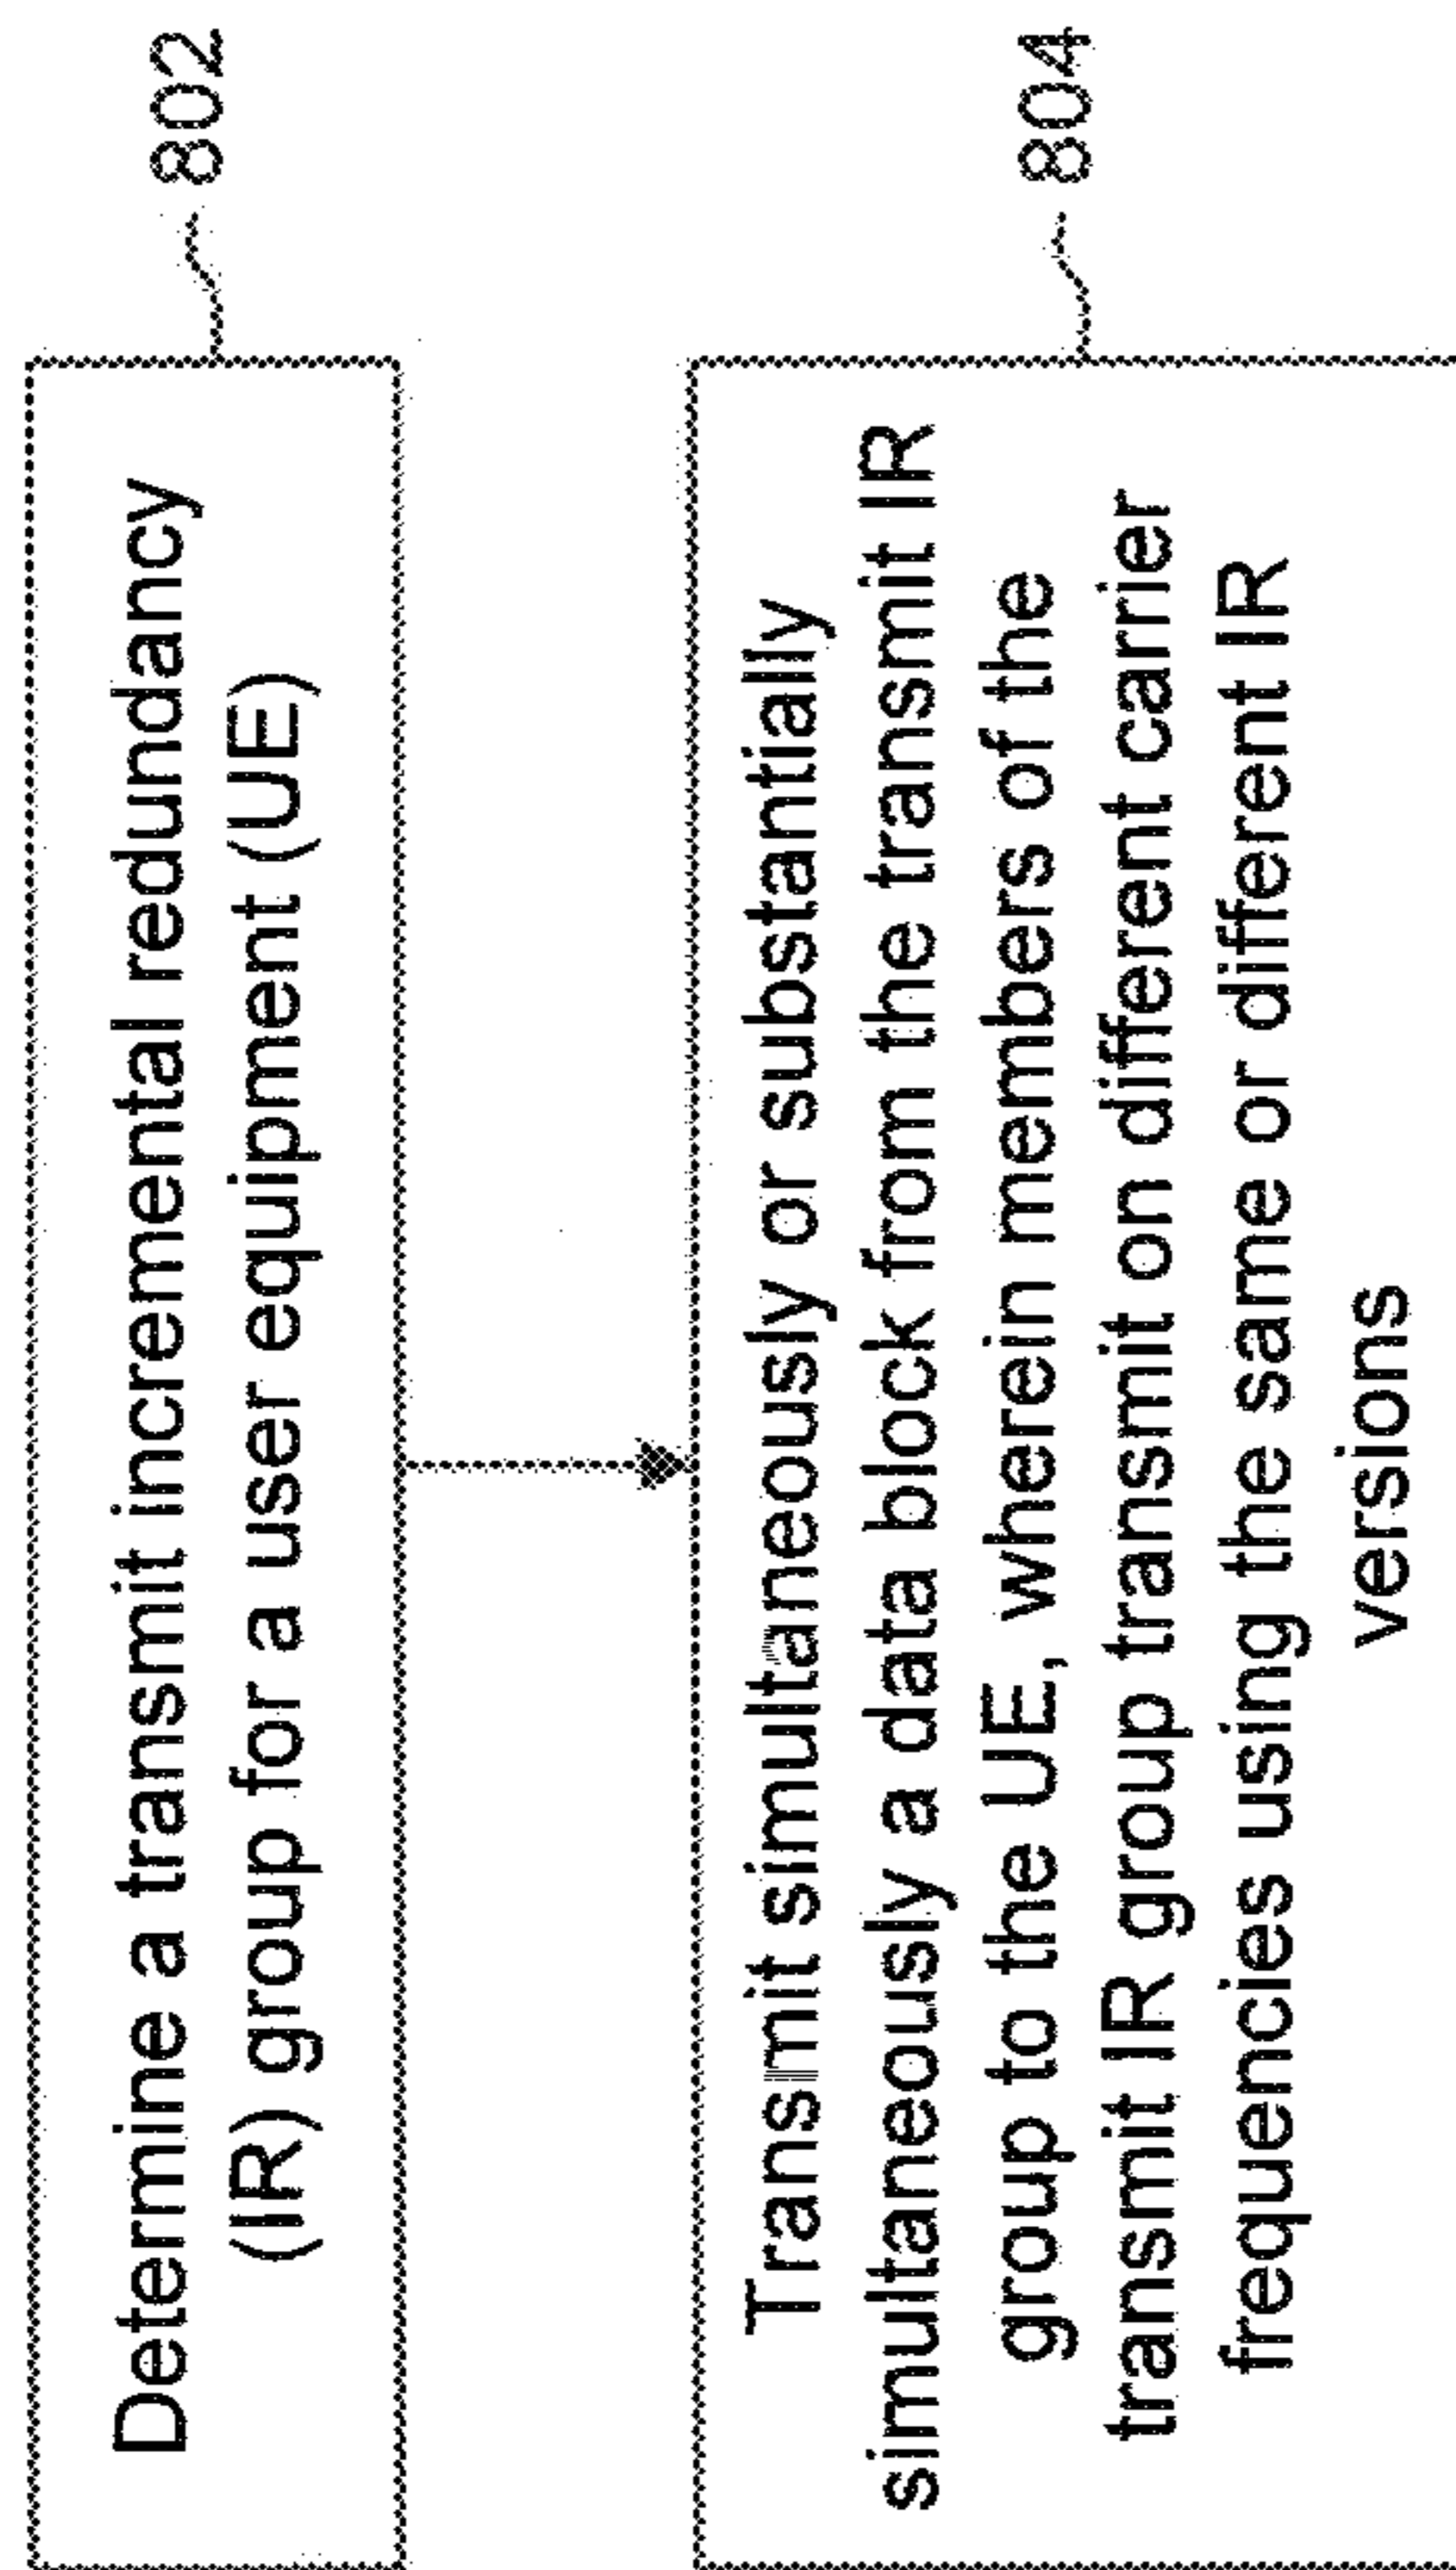 Determine a transmit incremental redundancy
(IR) group for a user equipment (UE)
802
Transmit simultaneously or substantially
simultaneously a data block from the transmit IR
group to the UE, wherein members of the
transmit IR group transmit on different carrier
frequencies using the same or different IR
versions
804